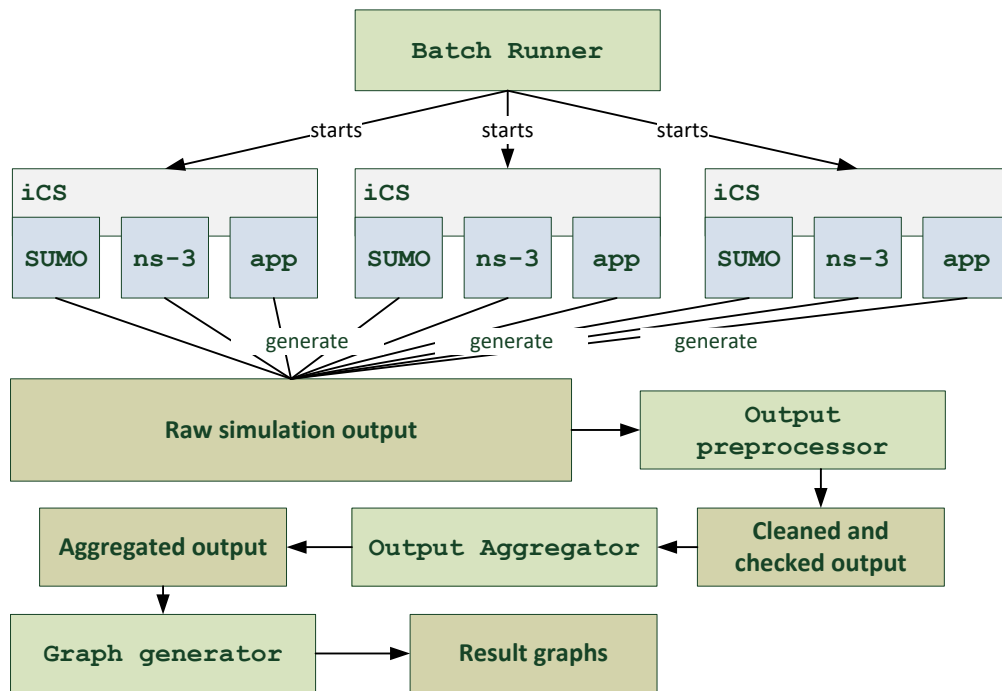 Batch Runner
starts
starts
starts
iCS
iCS
iCS
SUMO
ns-3
app
SUMO
ns-3
app
SUMO
ns-3
app
generate
generate
generate
Raw simulation output
Output
preprocessor
Aggregated output
Output Aggregator
Cleaned and
checked output
Graph generator
Result graphs